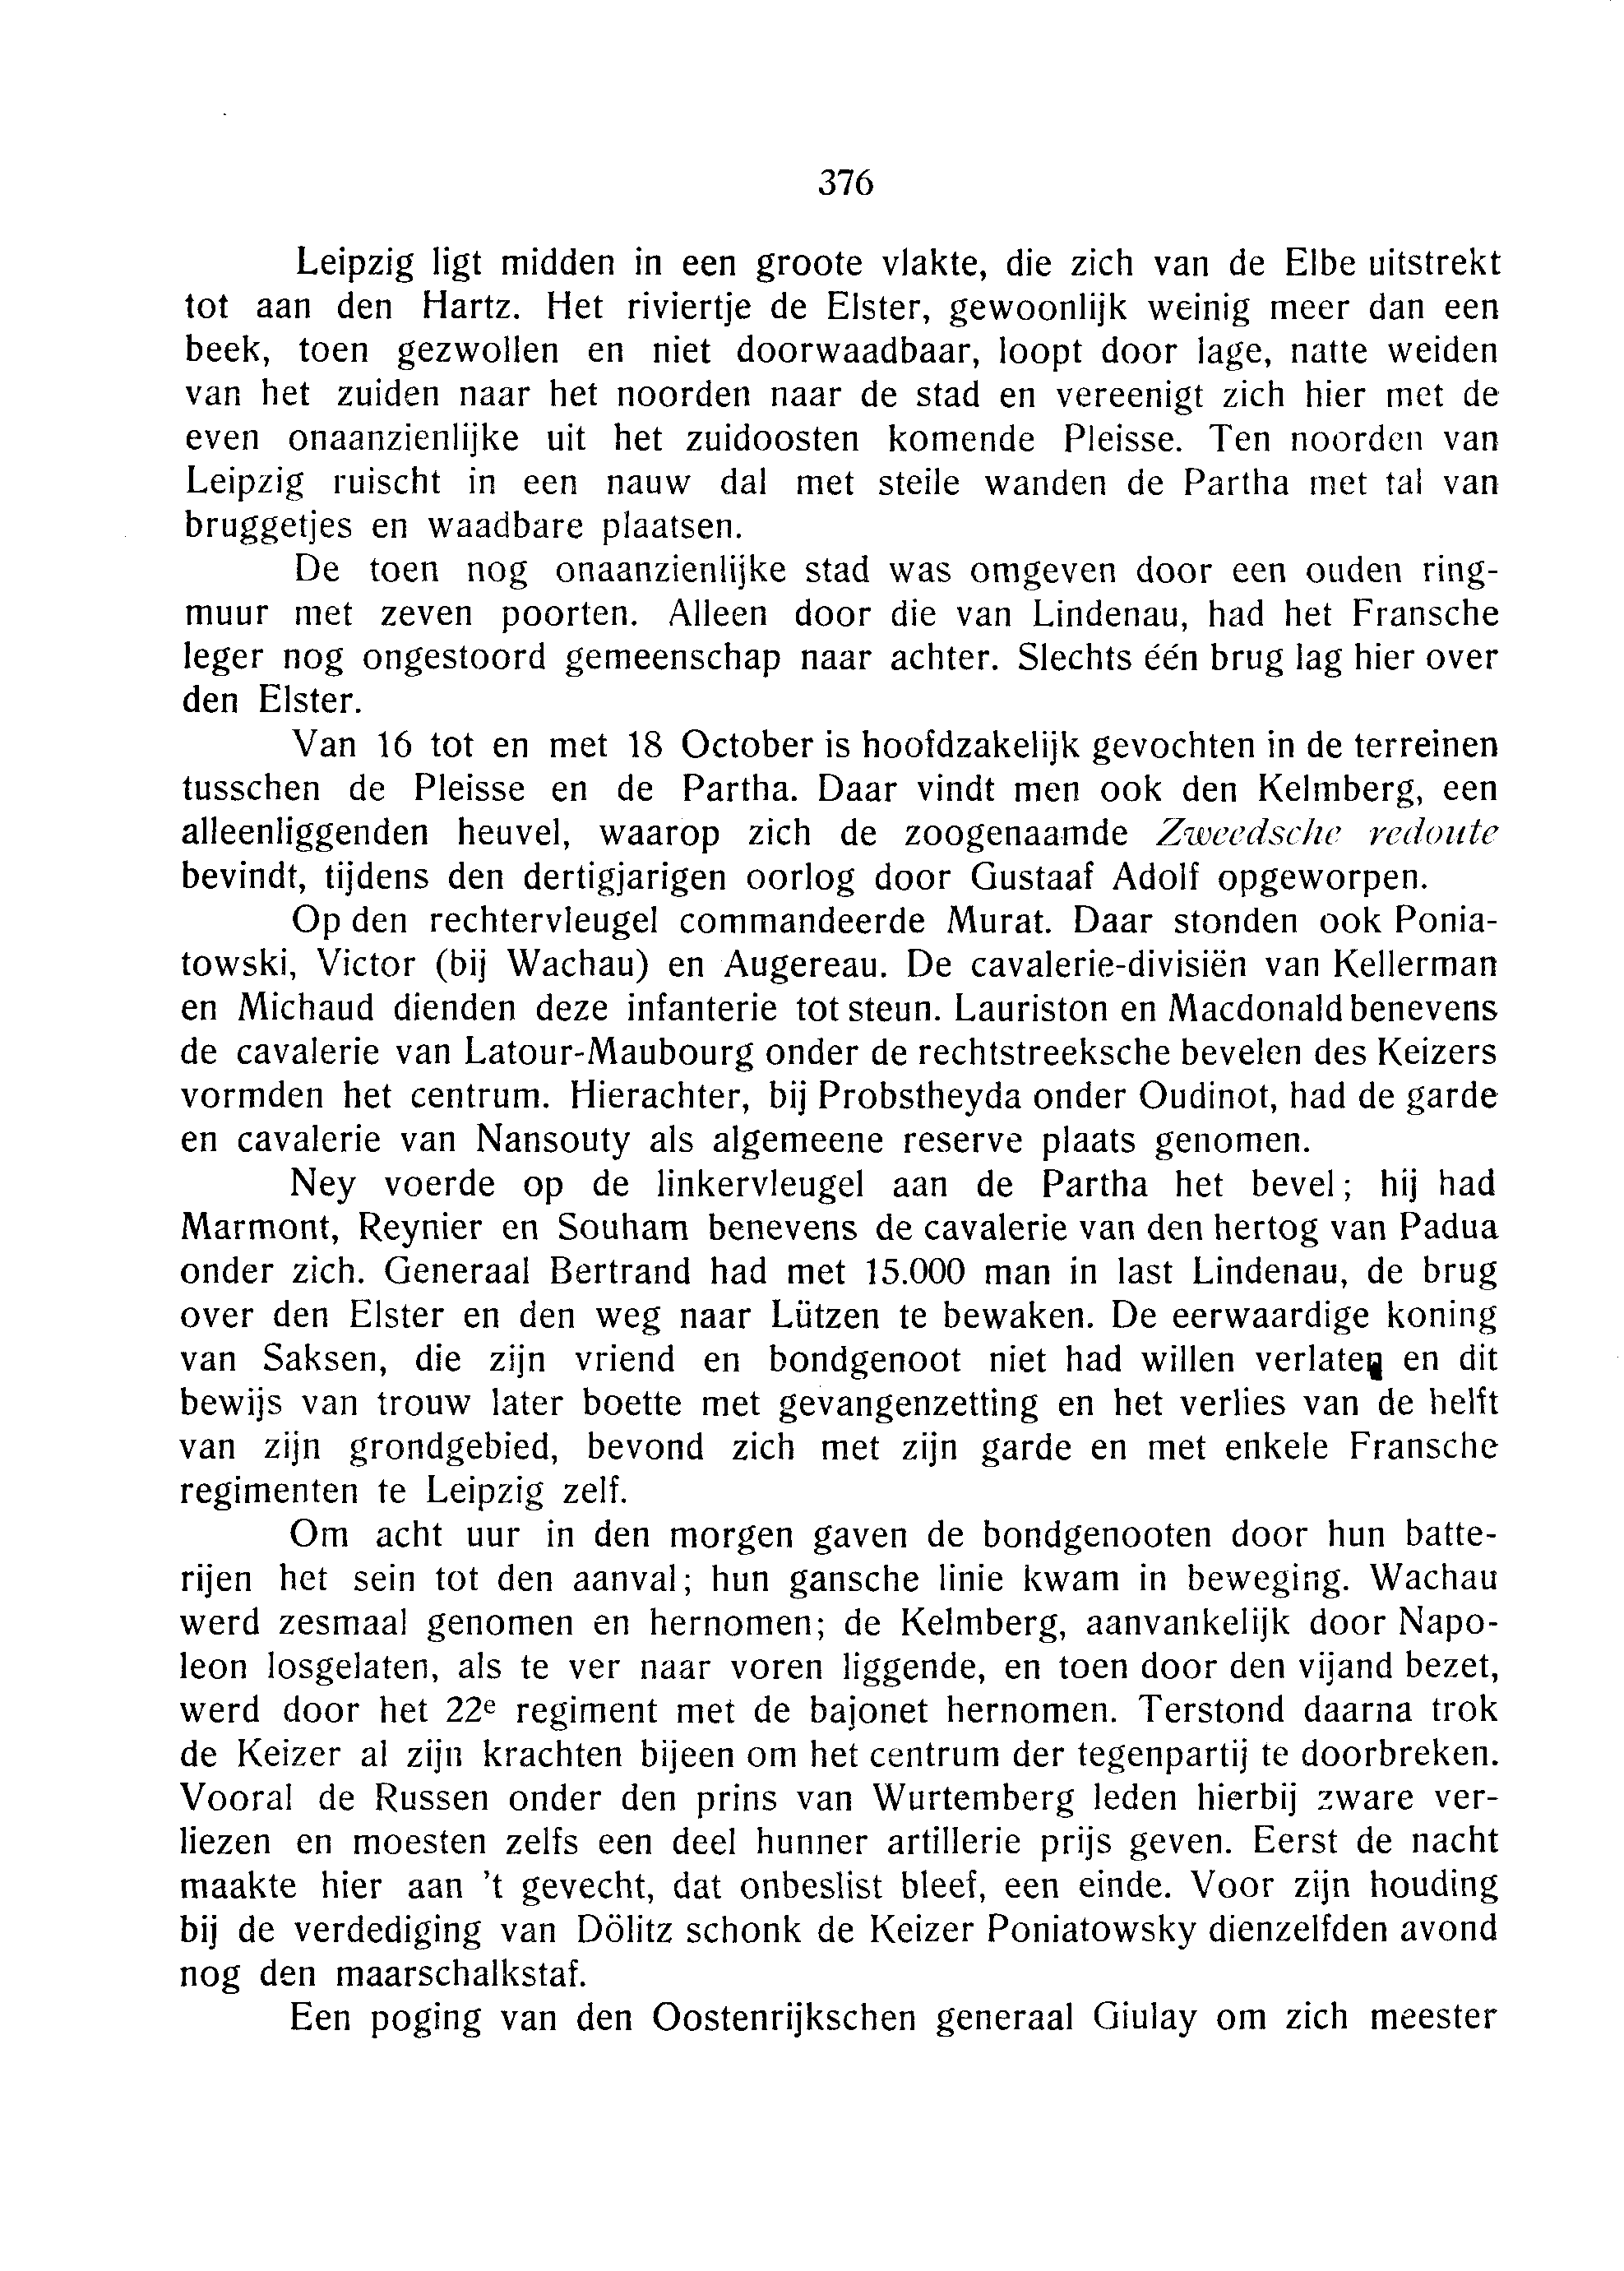 376
Leipzig ligt midden in een groote vlakte, die zich van de Elbe uitstrekt
tot aan den Hartz. Het riviertje de Elster, gewoonlijk weinig meer dan een
beek, toen gezwollen en niet doorwaadbaar, loopt door lage, natte weiden
van het zuiden naar het noorden naar de stad en vereenigt zich hier met de
even onaanzienlijke uit het zuidoosten komende Pleisse. Ten noorden van
Leipzig ruischt in een nauw dal met steile wanden de Partha met tal van
bruggetjes en waadbare plaatsen.
De toen nog onaanzienlijke stad was omgeven door een ouden ring-
muur met zeven poorten. Alleen door die van Lindenau, had het Fransche
leger nog ongestoord gemeenschap naar achter. Slechts één brug lag hier over
den Elster.
Van 16 tot en met 18 October is hoofdzakelijk gevochten in de terreinen
tusschen de Pleisse en de Partha. Daar vindt men ook den Kelmberg, een
alleenliggenden heuvel, waarop zich de zoogenaamde Zweedsche redoute
bevindt, tijdens den dertigjarigen oorlog door Gustaaf Adolf opgeworpen.
Op den rechtervleugel commandeerde Murat. Daar stonden ook Ponia-
towski, Victor (bij Wachau) en Augereau. De cavalerie-divisiën van Kellerman
en Michaud dienden deze infanterie tot steun. Lauriston en Macdonald benevens
de cavalerie van Latour-Maubourg onder de rechtstreeksche bevelen des Keizers
vormden het centrum. Hierachter, bij Probstheyda onder Oudinot, had de garde
en cavalerie van Nansouty als algemeene reserve plaats genomen.
Ney voerde op de linkervleugel aan de Partha het bevel; hij had
Marmont, Reynier en Souham benevens de cavalerie van den hertog van Padua
onder zich. Generaal Bertrand had met 15.000 man in last Lindenau, de brug
over den Elster en den weg naar Lützen te bewaken. De eerwaardige koning
van Saksen, die zijn vriend en bondgenoot niet had willen verlaten en dit
bewijs van trouw later boette met gevangenzetting en het verlies van de helft
van zijn grondgebied, bevond zich met zijn garde en met enkele Fransche
regimenten te Leipzig zelf.
Om acht uur in den morgen gaven de bondgenooten door hun batte-
rijen het sein tot den aanval; hun gansche linie kwam in beweging. Wachau
werd zesmaal genomen en hernomen; de Kelmberg, aanvankelijk door Napo-
leon losgelaten, als te ver naar voren liggende, en toen door den vijand bezet,
werd door het 22e regiment met de bajonet hernomen. Terstond daarna trok
de Keizer al zijn krachten bijeen om het centrum der tegenpartij te doorbreken.
Vooral de Russen onder den prins van Wurtemberg leden hierbij zware ver-
liezen en moesten zelfs een deel hunner artillerie prijs geven. Eerst de nacht
maakte hier aan 't gevecht, dat onbeslist bleef, een einde. Voor zijn houding
bij de verdediging van Dölitz schonk de Keizer Poniatowsky dienzelfden avond
nog den maarschalkstaf.
Een poging van den Oostenrijkschen generaal Giulay om zich meester